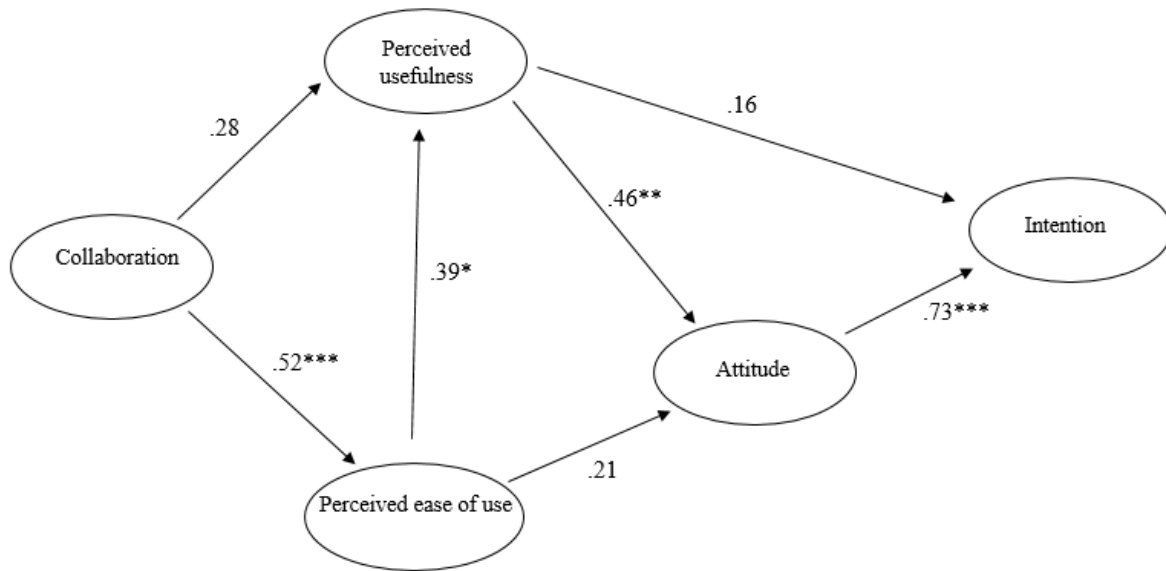 Perceived
usefulness
.16
.28
.46**
Intention
Collaboration
.39*
.73***
.52***
Attitude
.21
Perceived ease of use